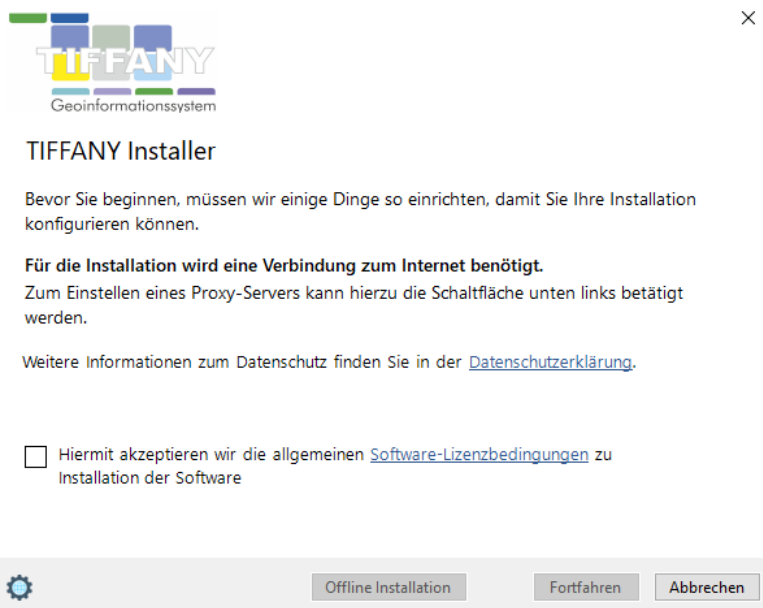 TIFFANY
Geoinformationssystem
TIFFANY Installer
Bevor Sie beginnen, müssen wir einige Dinge so einrichten, damit Sie Ihre Installation
konfigurieren können.
Für die Installation wird eine Verbindung zum Internet benötigt.
Zum Einstellen eines Proxy-Servers kann hierzu die Schaltfläche unten links betätigt
werden.
Weitere Informationen zum Datenschutz finden Sie in der Datenschutzerklärung.
Hiermit akzeptieren wir die allgemeinen Software-Lizenzbedingungen zu
Installation der Software
Offline Installation Fortfahren Abbrechen